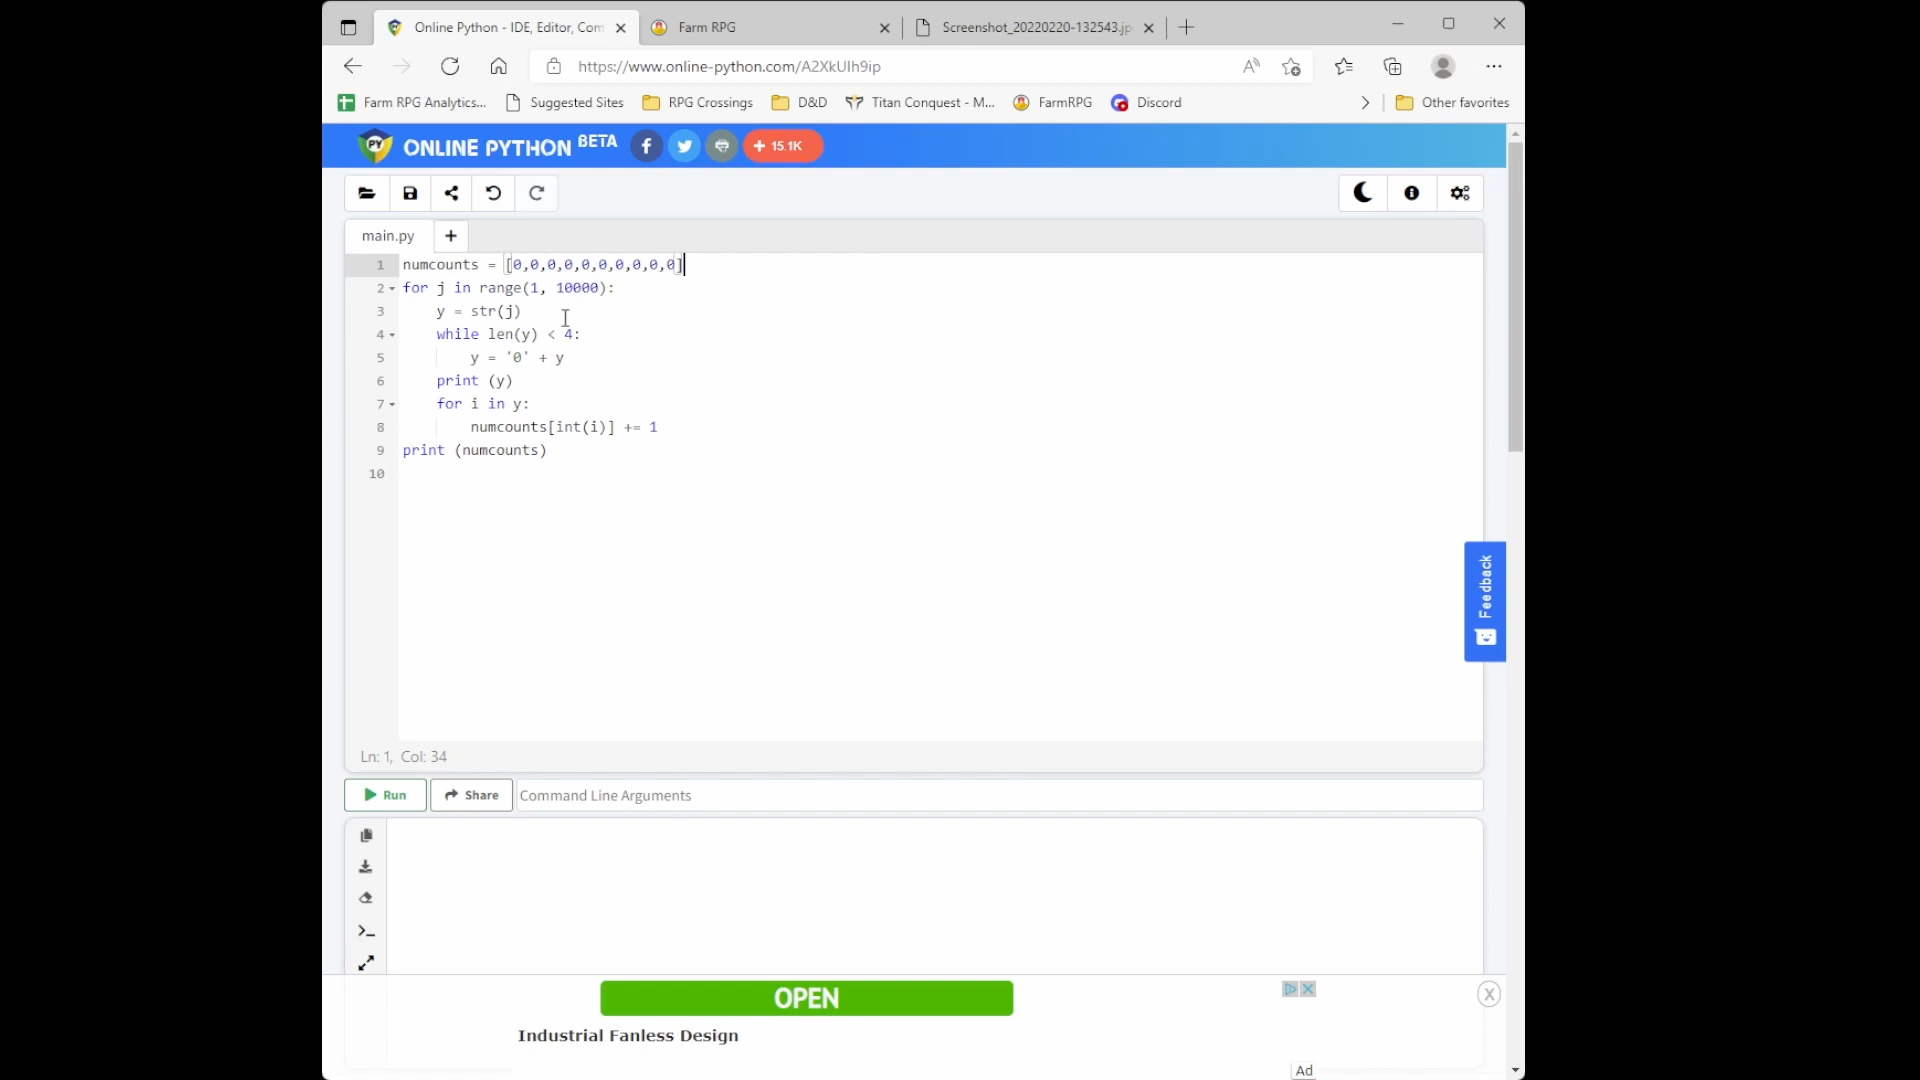 Online Python - IDE, Editor, Com
Farm RPG
Screenshot_20220220-132543.jp
https://www.online-python.com/A2XkUIh9ip
Farm RPG Analytics...
Suggested Sites
RPG Crossings
D&D
Titan Conquest - M...
FarmRPG
Discord
Other favorites
PY
ONLINE PYTHON BETA
15.1K
main.py
1 numcounts = [0,0,0,0,0,0,0,0,0,0]
2 for j in range(1, 10000):
3 y = str(j)
4 while len(y) < 4:
5 y = '0' + y
6 print (y)
7 for i in y:
8 numcounts[int(i)] += 1
9 print (numcounts)
10
Feedback
Ln: 1, Col: 34
Run
Share
Command Line Arguments
OPEN
Industrial Fanless Design
Ad